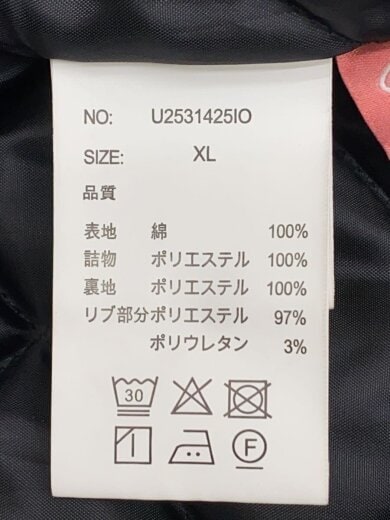 NO: U2531425IO
SIZE: XL
品質
表地 綿 100%
詰物 ポリエステル 100%
裏地 ポリエステル 100%
リブ部分ポリエステル 97%
ポリウレタン 3%
30
F